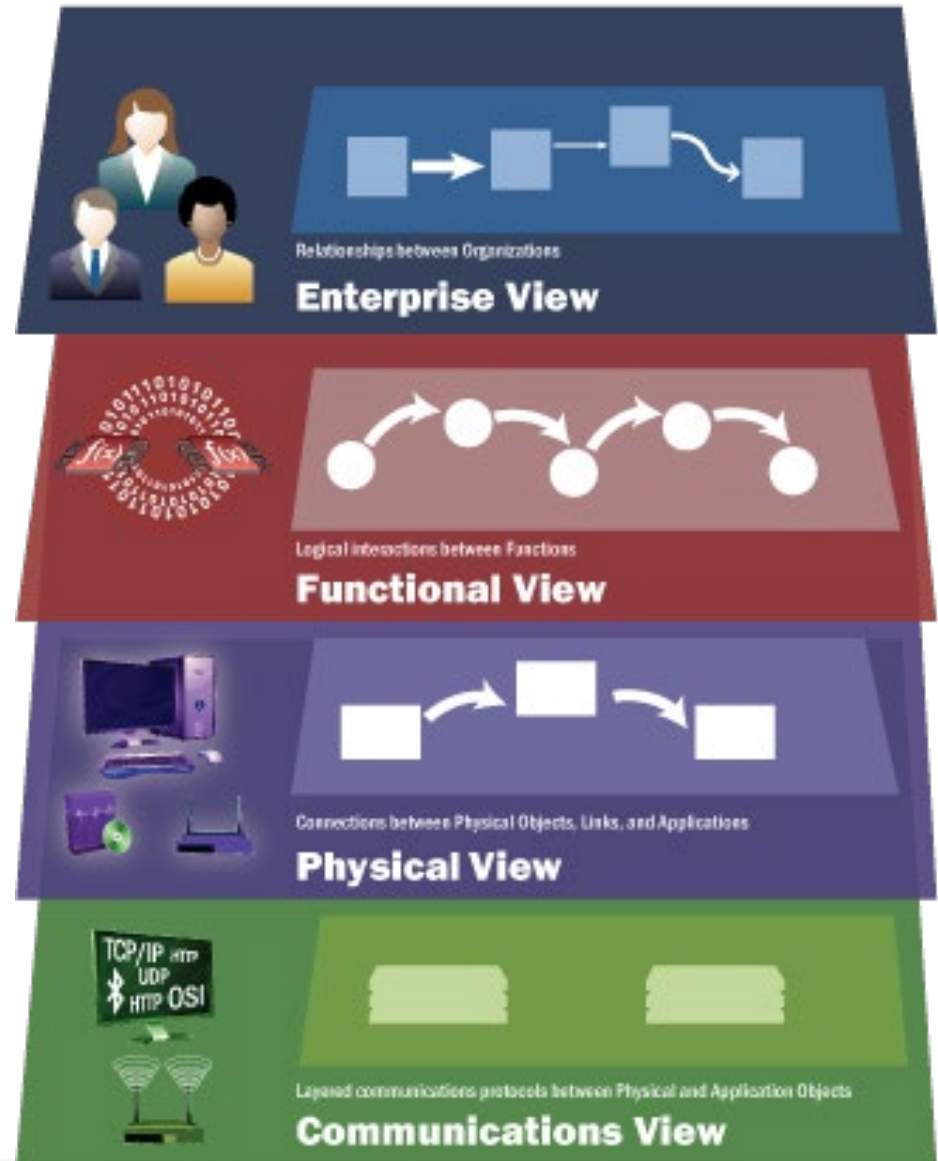 Relationships between Organizations
Enterprise View
f(x) f(x)
Logical interactions between Functions
Functional View
Connections between Physical Objects, Links, and Applications
Physical View
TCP/IP HTTP
UDP
HTTP OSI
Layered communications protocols between Physical and Application Objects
Communications View